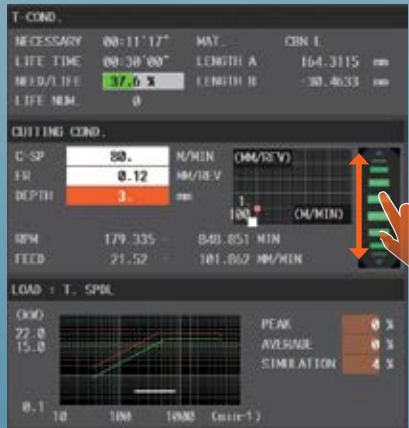 T-COND.
NECESSARY 00:11'17" MAT. CBN L
LIFE TIME 00:30'00" LENGTH A 164.3115 mm
NEED/LIFE 37.6 % LENGTH B -30.4633 mm
LIFE NUM. 0
CUTTING COND.
C-SP 80. M/MIN (MM/REV)
FR 0.12 MM/REV
DEPTH 3. mm 1. 100. (M/MIN)
RPM 179.335 848.851 MIN
FEED 21.52 101.862 MM/MIN
LOAD : T. SPDL
(kW)
22.0 PEAK 0 %
15.0 AVERAGE 0 %
SIMULATION 4 %
0.1
10 100 1000 (min-1)